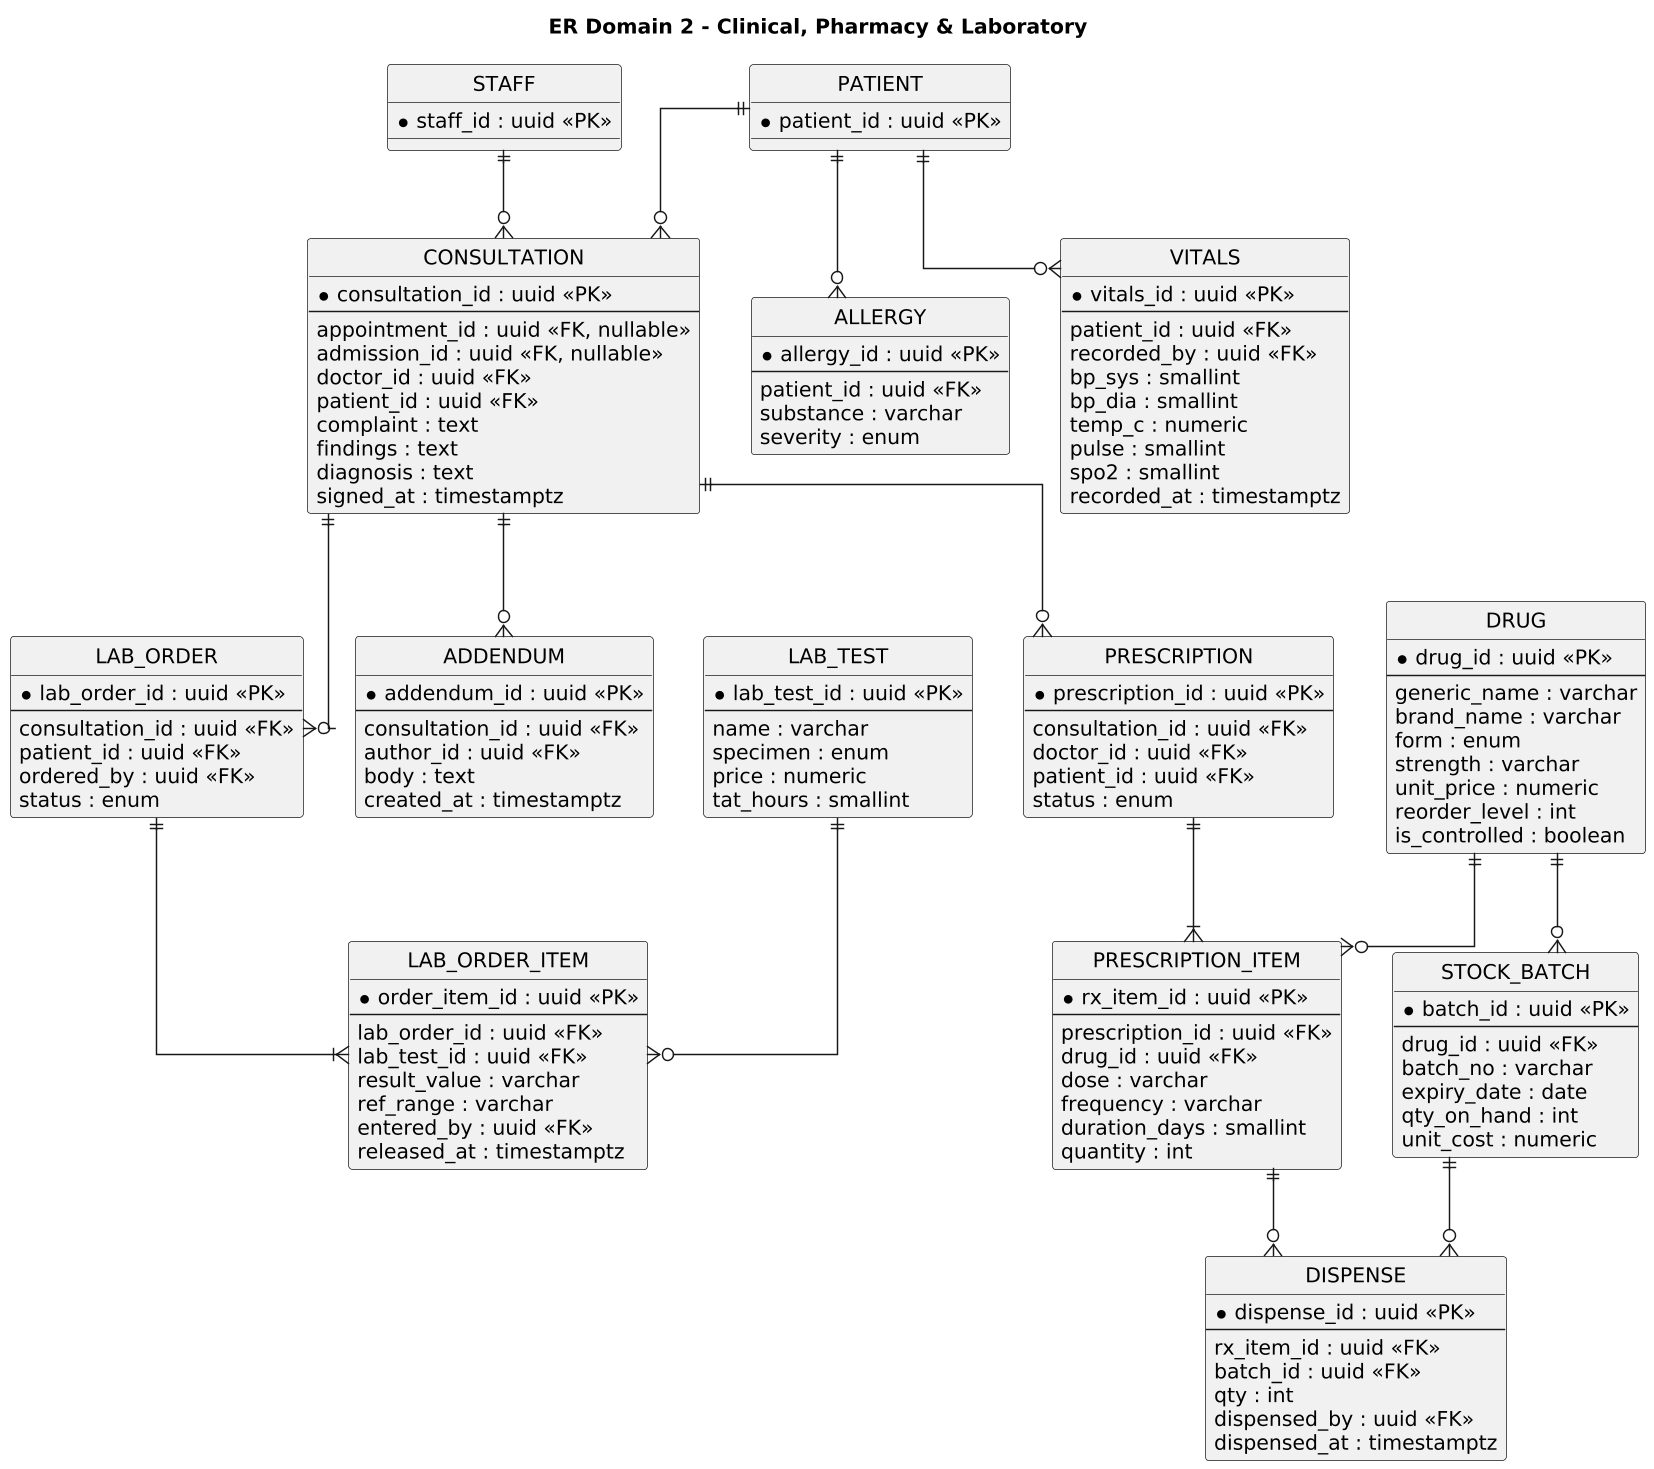 ER Domain 2 - Clinical, Pharmacy & Laboratory
STAFF
staff_id : uuid «PK»
PATIENT
patient_id : uuid «PK»
CONSULTATION
consultation_id : uuid «PK»
appointment_id : uuid «FK, nullable»
admission_id : uuid «FK, nullable»
doctor_id : uuid «FK»
patient_id : uuid «FK»
complaint : text
findings : text
diagnosis : text
signed_at : timestamptz
ALLERGY
allergy_id : uuid «PK»
patient_id : uuid «FK»
substance : varchar
severity : enum
VITALS
vitals_id : uuid «PK»
patient_id : uuid «FK»
recorded_by : uuid «FK»
bp_sys : smallint
bp_dia : smallint
temp_c : numeric
pulse : smallint
spo2 : smallint
recorded_at : timestamptz
LAB_ORDER
lab_order_id : uuid «PK»
consultation_id : uuid «FK»
patient_id : uuid «FK»
ordered_by : uuid «FK»
status : enum
ADDENDUM
addendum_id : uuid «PK»
consultation_id : uuid «FK»
author_id : uuid «FK»
body : text
created_at : timestamptz
LAB_TEST
lab_test_id : uuid «PK»
name : varchar
specimen : enum
price : numeric
tat_hours : smallint
PRESCRIPTION
prescription_id : uuid «PK»
consultation_id : uuid «FK»
doctor_id : uuid «FK»
patient_id : uuid «FK»
status : enum
DRUG
drug_id : uuid «PK»
generic_name : varchar
brand_name : varchar
form : enum
strength : varchar
unit_price : numeric
reorder_level : int
is_controlled : boolean
LAB_ORDER_ITEM
order_item_id : uuid «PK»
lab_order_id : uuid «FK»
lab_test_id : uuid «FK»
result_value : varchar
ref_range : varchar
entered_by : uuid «FK»
released_at : timestamptz
PRESCRIPTION_ITEM
rx_item_id : uuid «PK»
prescription_id : uuid «FK»
drug_id : uuid «FK»
dose : varchar
frequency : varchar
duration_days : smallint
quantity : int
STOCK_BATCH
batch_id : uuid «PK»
drug_id : uuid «FK»
batch_no : varchar
expiry_date : date
qty_on_hand : int
unit_cost : numeric
DISPENSE
dispense_id : uuid «PK»
rx_item_id : uuid «FK»
batch_id : uuid «FK»
qty : int
dispensed_by : uuid «FK»
dispensed_at : timestamptz